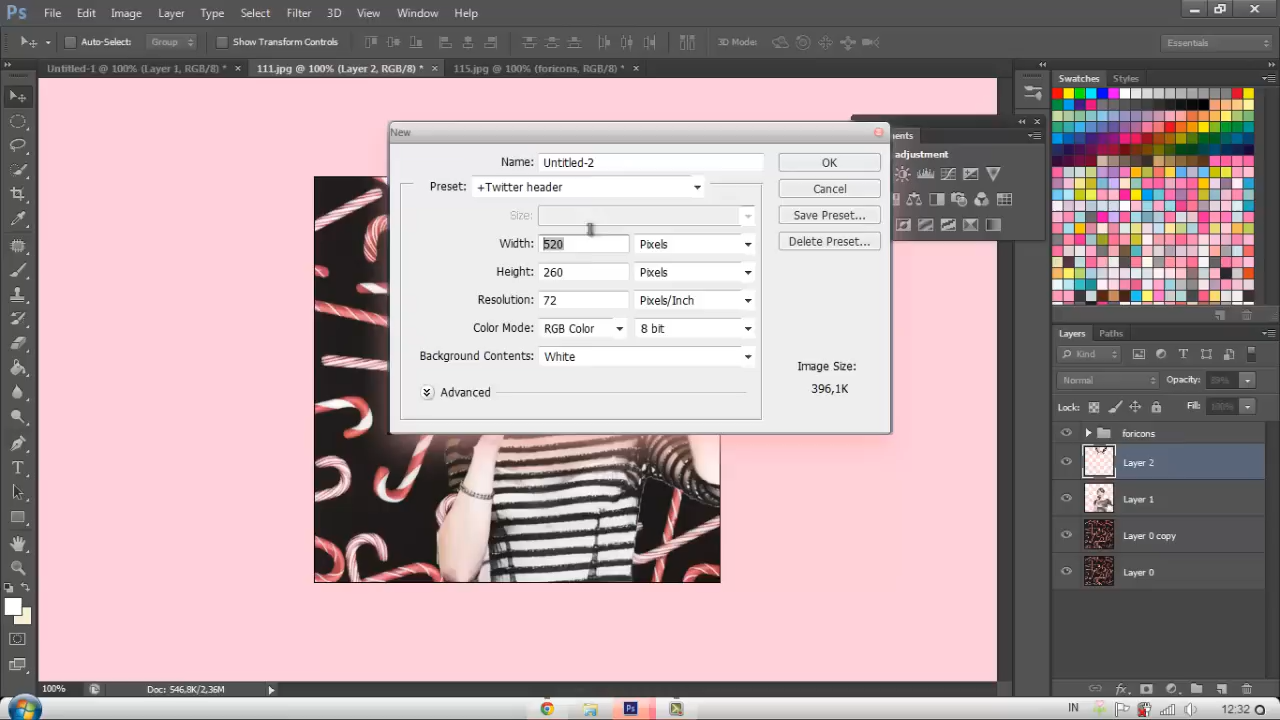 Ps File Edit Image Layer Type Select Filter 3D View Window Help
Auto-Select: Group Show Transform Controls 3D Mode: Essentials
Untitled-1 @ 100% (Layer 1, RGB/8) * × 111.jpg @ 100% (Layer 2, RGB/8) * × 115.jpg @ 100% (foricons, RGB/8) * ×
Swatches Styles
New
Name: Untitled-2 OK
Preset: +Twitter header Cancel
Size: Save Preset...
Width: 520 Pixels Delete Preset...
Height: 260 Pixels
Resolution: 72 Pixels/Inch
Color Mode: RGB Color 8 bit
Background Contents: White
Advanced
Image Size:
396,1K
ments
adjustment
Layers Paths
Kind
Normal Opacity: 89%
Lock: Fill: 100%
foricons
Layer 2
Layer 1
Layer 0 copy
Layer 0
100% Doc: 546,8K/2,36M
Ps IN 12:32